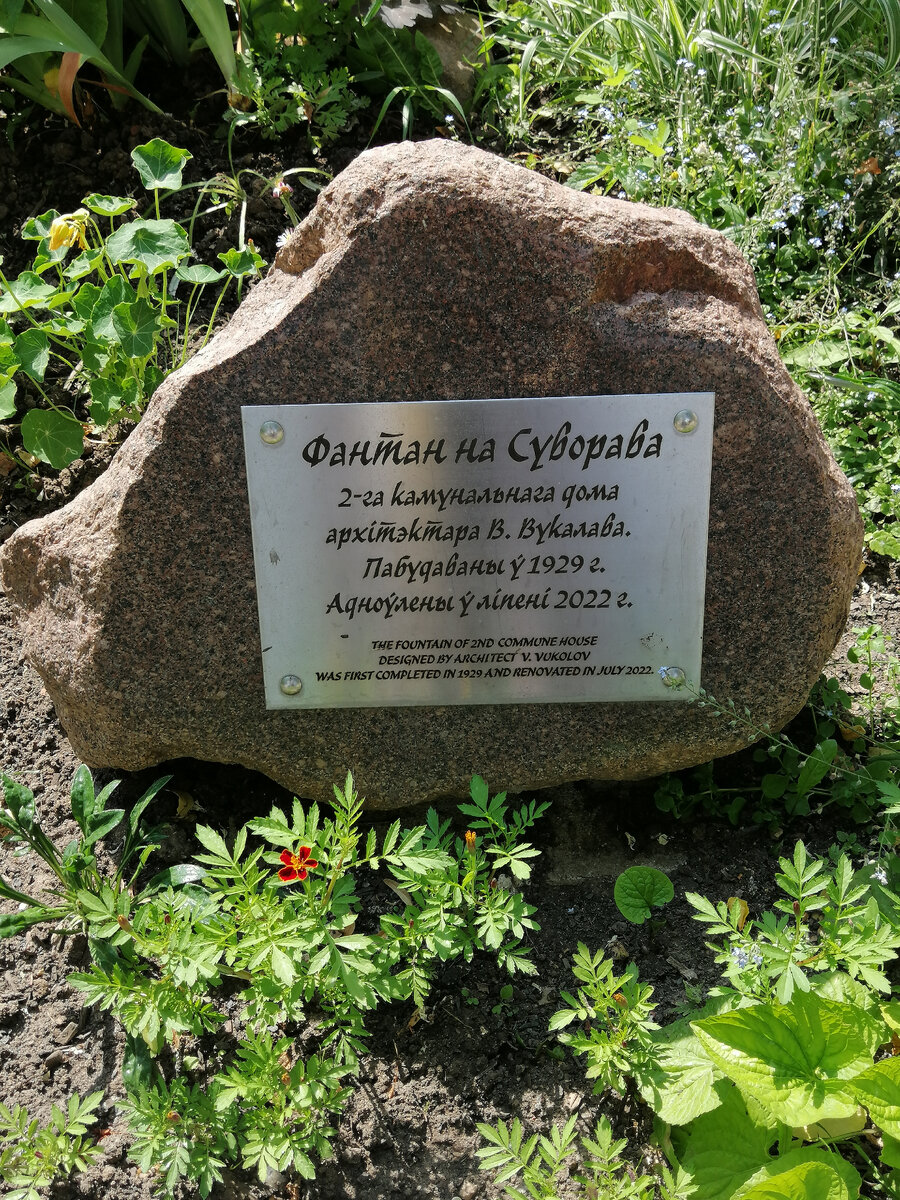 Фантан на Суворава
2-га камунальнага дома
архітэктара В. Вукалава.
Пабудаваны ў 1929 г.
Адноўлены ў ліпені 2022 г.
THE FOUNTAIN OF 2ND COMMUNE HOUSE
DESIGNED BY ARCHITECT V. VUKOLOV
WAS FIRST COMPLETED IN 1929 AND RENOVATED IN JULY 2022.